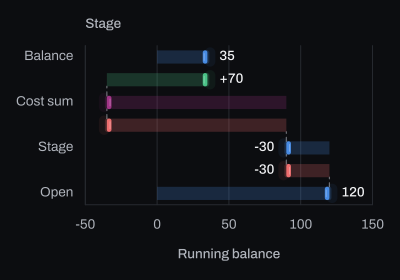 Stage
Balance 35
+70
Cost sum
Stage -30
-30
Open 120
-50 0 50 100 150
Running balance